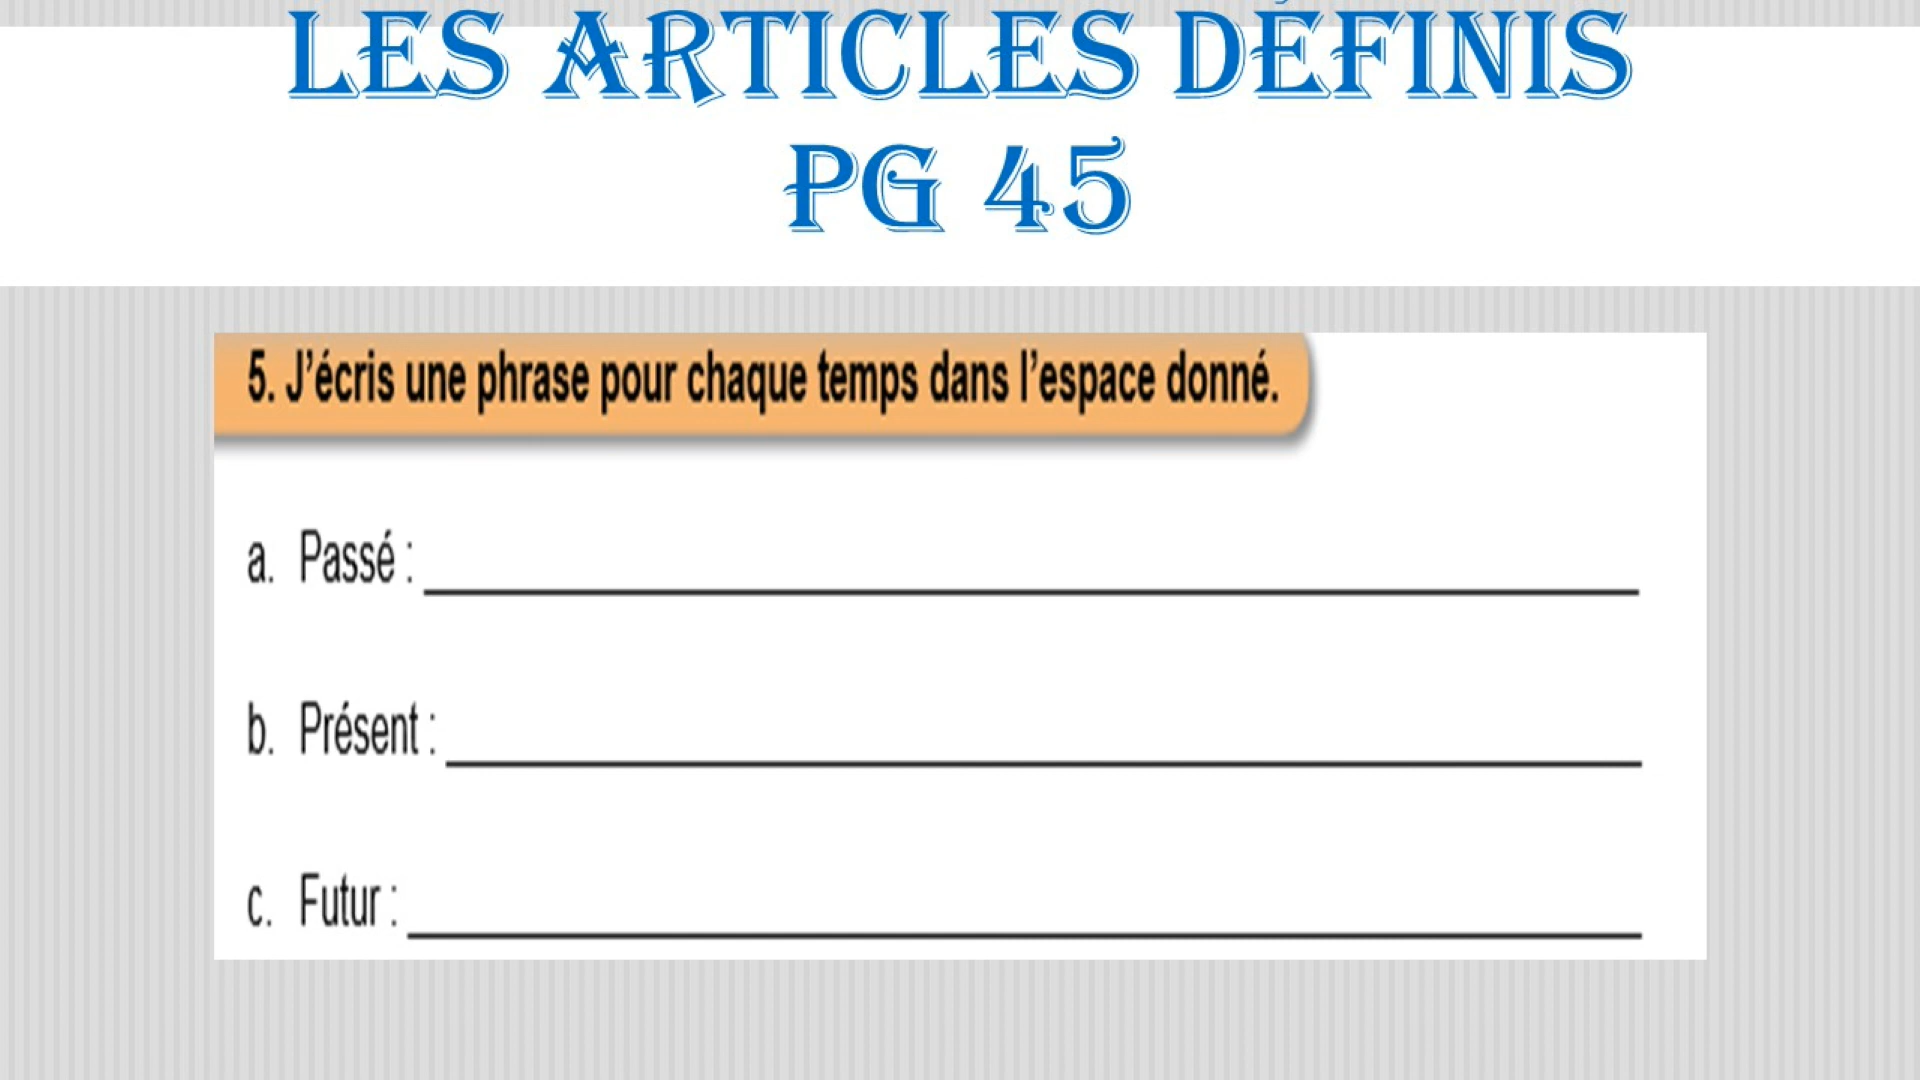 LES ARTICLES DÉFINIS
PG 45
5. J’écris une phrase pour chaque temps dans l’espace donné.
a. Passé :
b. Présent :
c. Futur :